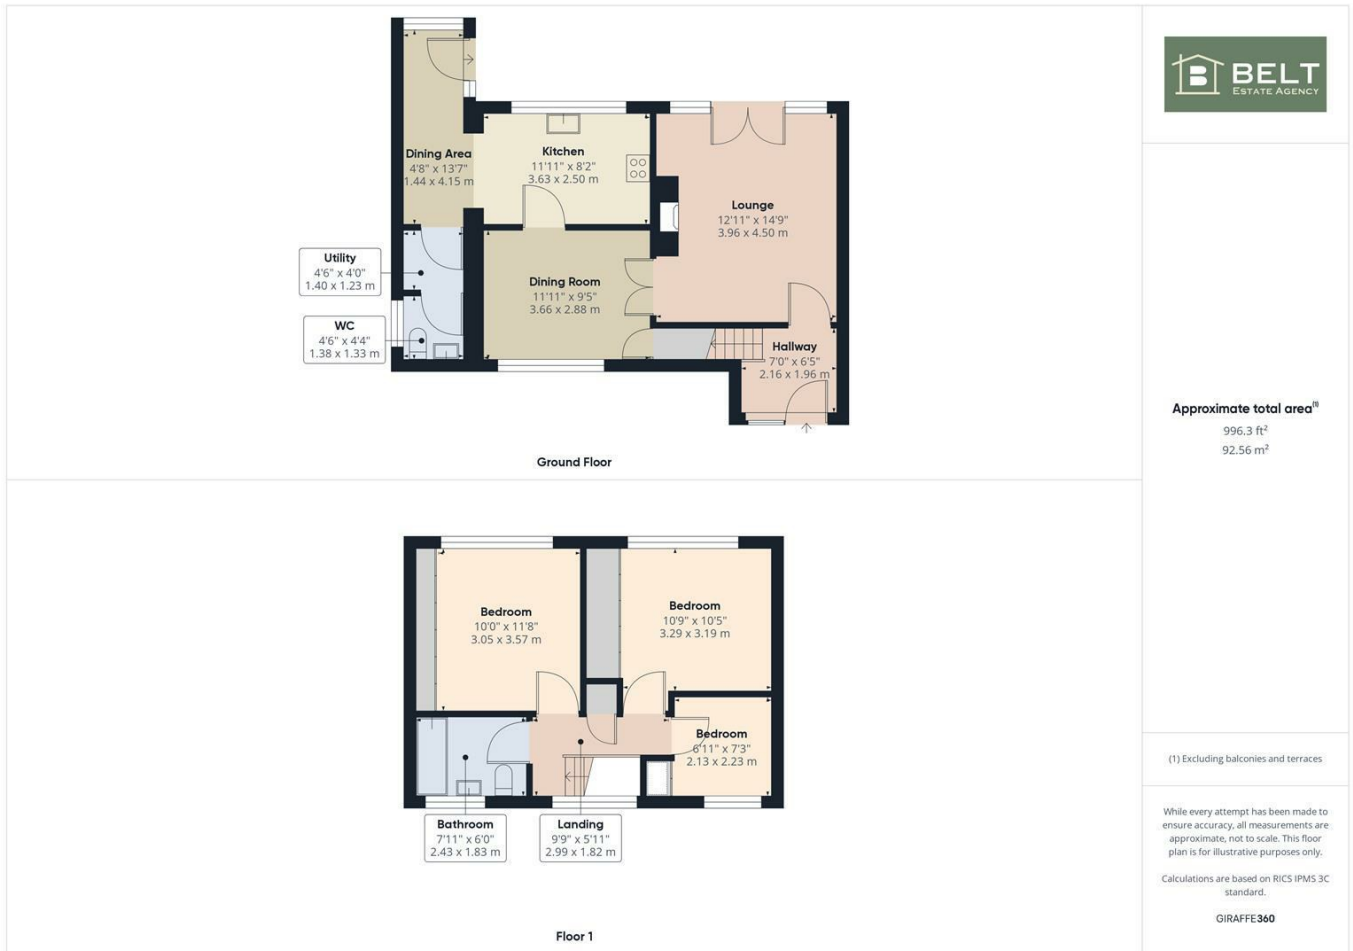 Dining Area
4'8" x 13'7"
1.44 x 4.15 m
Kitchen
11'11" x 8'2"
3.63 x 2.50 m
Lounge
12'11" x 14'9"
3.96 x 4.50 m
Utility
4'6" x 4'0"
1.40 x 1.23 m
Dining Room
11'11" x 9'5"
3.66 x 2.88 m
WC
4'6" x 4'4"
1.38 x 1.33 m
Hallway
7'0" x 6'5"
2.16 x 1.96 m
Ground Floor
Bedroom
10'0" x 11'8"
3.05 x 3.57 m
Bedroom
10'9" x 10'5"
3.29 x 3.19 m
Bedroom
6'11" x 7'3"
2.13 x 2.23 m
Bathroom
7'11" x 6'0"
2.43 x 1.83 m
Landing
9'9" x 5'11"
2.99 x 1.82 m
Floor 1
B BELT
ESTATE AGENCY
Approximate total area(1)
996.3 ft²
92.56 m²
(1) Excluding balconies and terraces
While every attempt has been made to
ensure accuracy, all measurements are
approximate, not to scale. This floor
plan is for illustrative purposes only.
Calculations are based on RICS IPMS 3C
standard.
GIRAFFE360